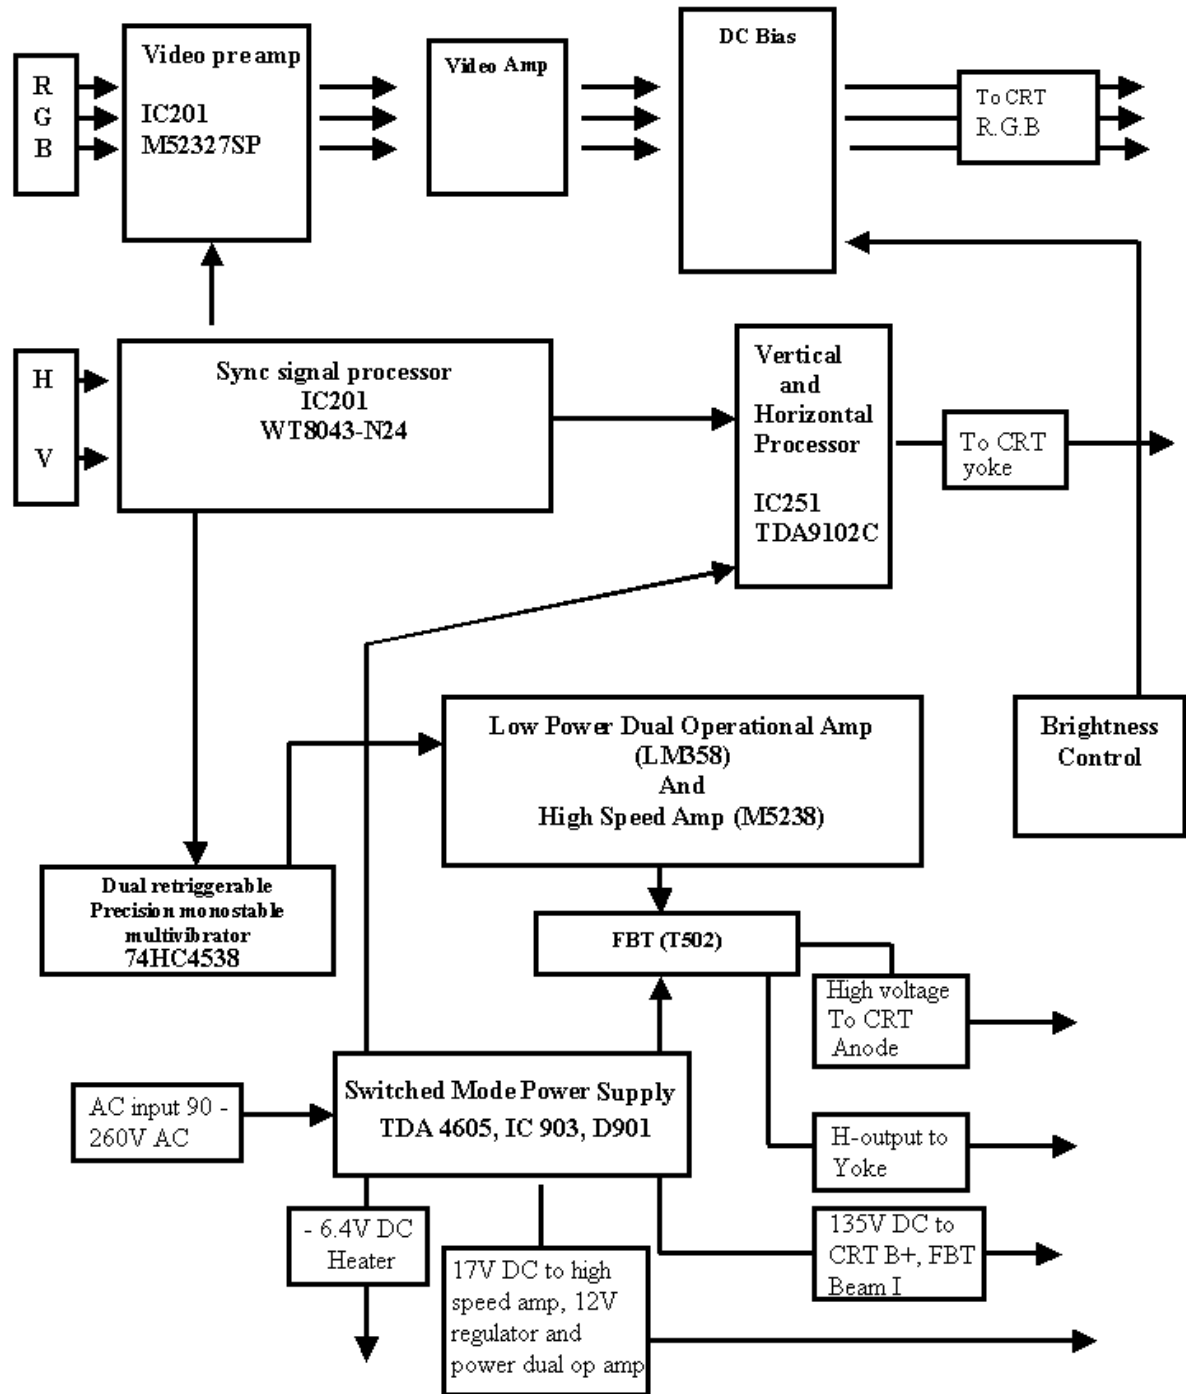 R
G
B
Video preamp
IC201
M52327SP
Video Amp
DC Bias
To CRT
R.G.B
H
V
Sync signal processor
IC201
WT8043-N24
Vertical
and
Horizontal
Processor
IC251
TDA9102C
To CRT
yoke
Low Power Dual Operational Amp
(LM358)
And
High Speed Amp (M5238)
Brightness
Control
Dual retriggerable
Precision monostable
multivibrator
74HC4538
FBT (T502)
High voltage
To CRT
Anode
Switched Mode Power Supply
TDA 4605, IC 903, D901
AC input 90 -
260V AC
H-output to
Yoke
- 6.4V DC
Heater
135V DC to
CRT B+, FBT
Beam I
17V DC to high
speed amp, 12V
regulator and
power dual op amp